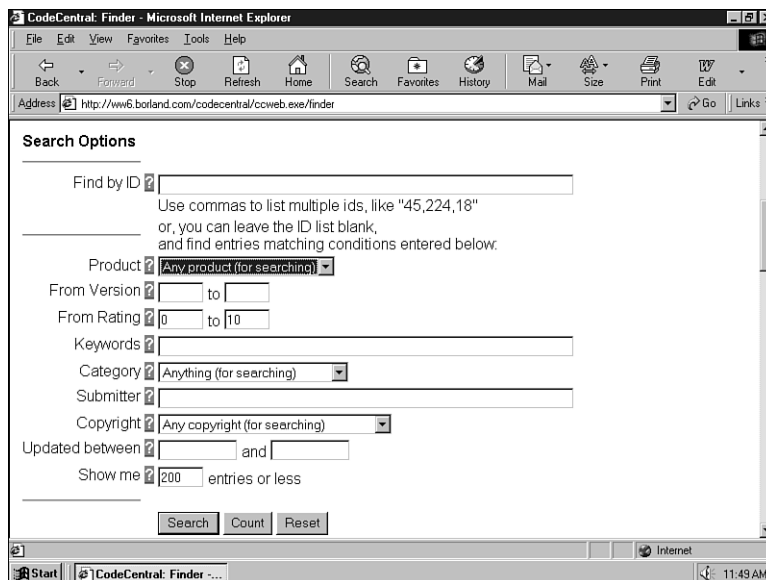 CodeCentral: Finder - Microsoft Internet Explorer
File Edit View Favorites Tools Help
Back Forward Stop Refresh Home Search Favorites History Mail Size Print Edit
Address http://ww6.borland.com/codecentral/ccweb.exe/finder Go Links
Search Options
Find by ID ?
Use commas to list multiple ids, like "45,224,18"
or, you can leave the ID list blank,
and find entries matching conditions entered below:
Product ? Any product (for searching)
From Version ? to
From Rating ? 0 to 10
Keywords ?
Category ? Anything (for searching)
Submitter ?
Copyright ? Any copyright (for searching)
Updated between ? and
Show me ? 200 entries or less
Search Count Reset
Internet
Start CodeCentral: Finder -... 11:49 AM